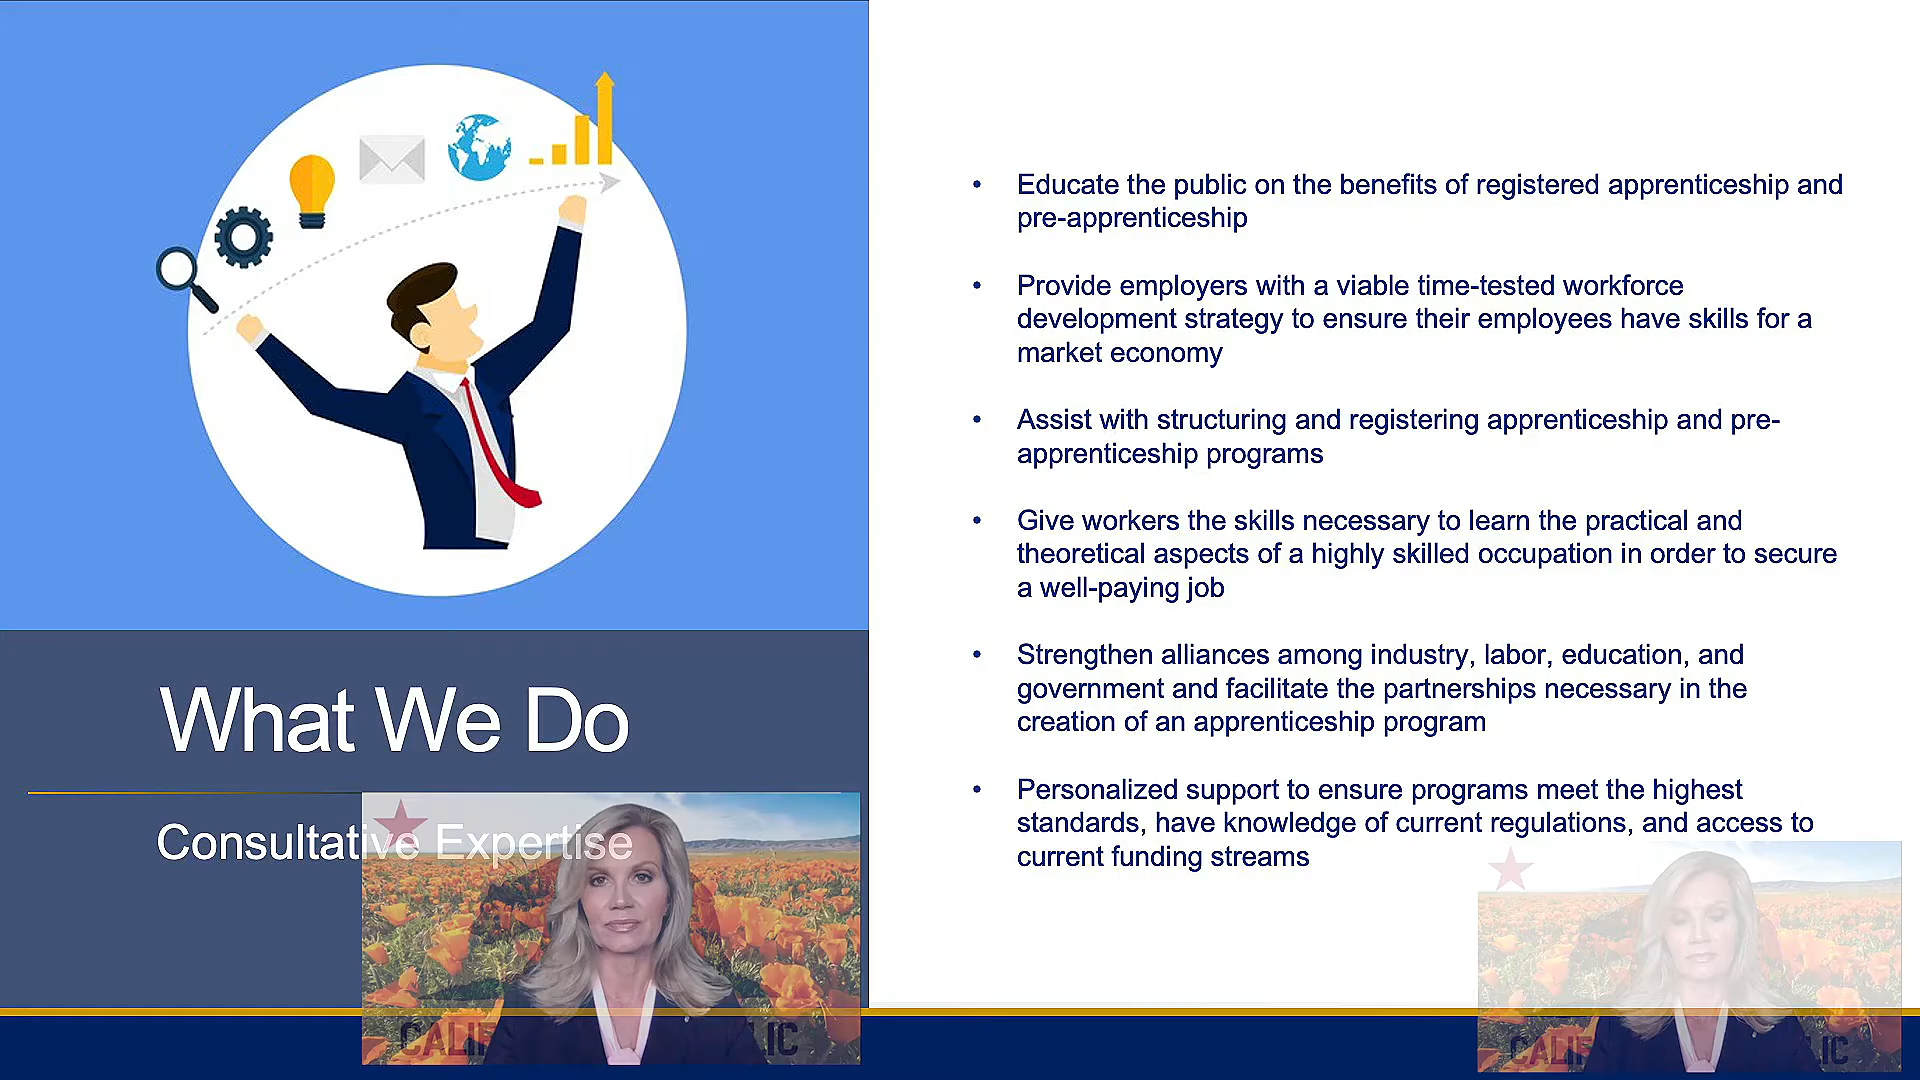 What We Do
Consultative Expertise
• Educate the public on the benefits of registered apprenticeship and
pre-apprenticeship
• Provide employers with a viable time-tested workforce
development strategy to ensure their employees have skills for a
market economy
• Assist with structuring and registering apprenticeship and pre-
apprenticeship programs
• Give workers the skills necessary to learn the practical and
theoretical aspects of a highly skilled occupation in order to secure
a well-paying job
• Strengthen alliances among industry, labor, education, and
government and facilitate the partnerships necessary in the
creation of an apprenticeship program
• Personalized support to ensure programs meet the highest
standards, have knowledge of current regulations, and access to
current funding streams
CALIF IC
CALIF LIC